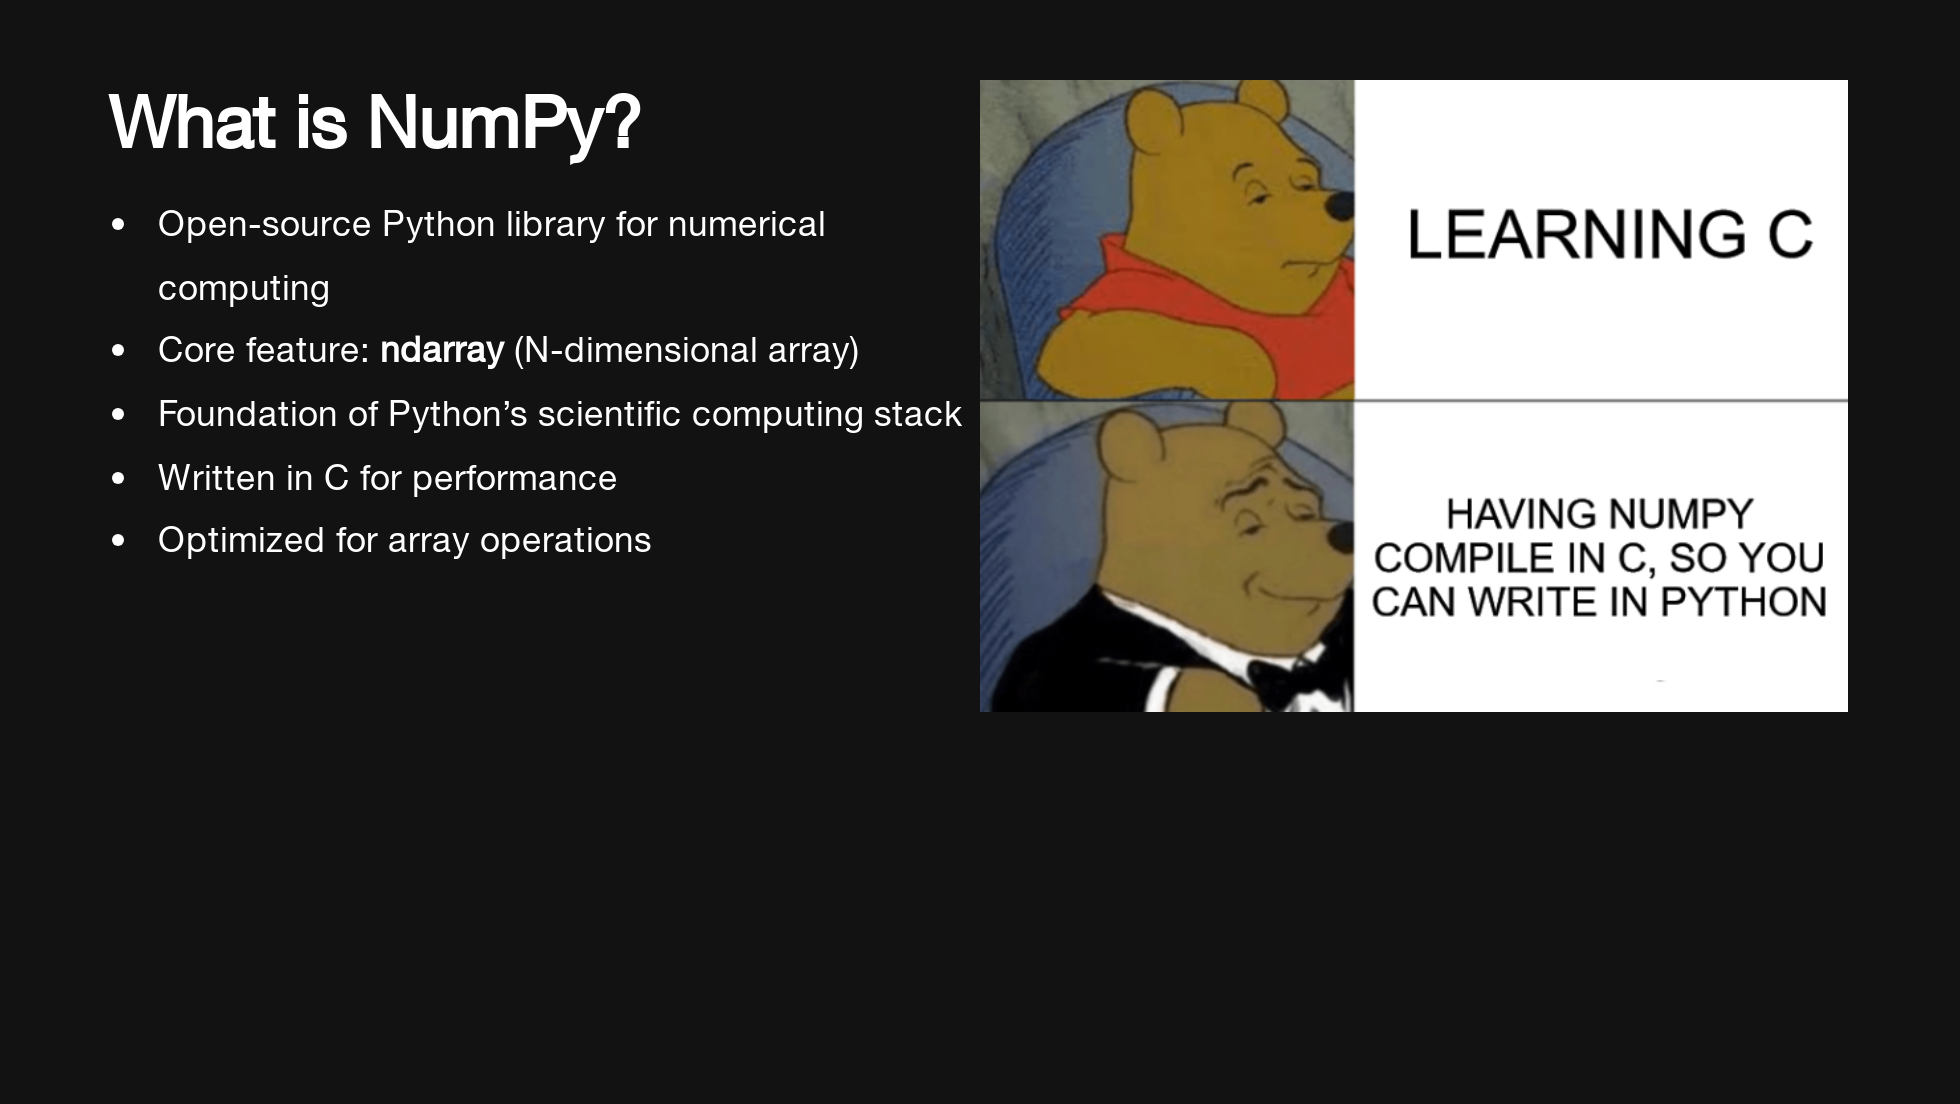 What is NumPy?
• Open-source Python library for numerical
computing
• Core feature: ndarray (N-dimensional array)
• Foundation of Python’s scientific computing stack
• Written in C for performance
• Optimized for array operations
LEARNING C
HAVING NUMPY
COMPILE IN C, SO YOU
CAN WRITE IN PYTHON